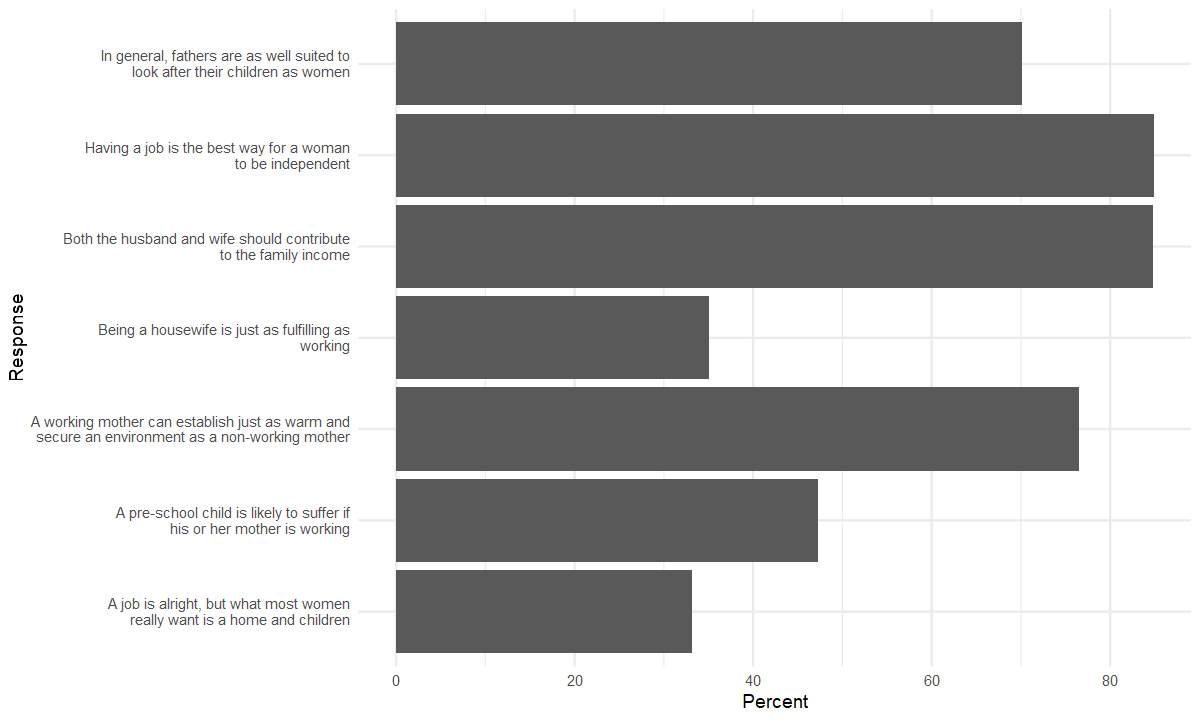 In general, fathers are as well suited to
look after their children as women
Having a job is the best way for a woman
to be independent
Both the husband and wife should contribute
to the family income
Being a housewife is just as fulfilling as
working
A working mother can establish just as warm and
secure an environment as a non-working mother
A pre-school child is likely to suffer if
his or her mother is working
A job is alright, but what most women
really want is a home and children
Response
0 20 40 60 80
Percent